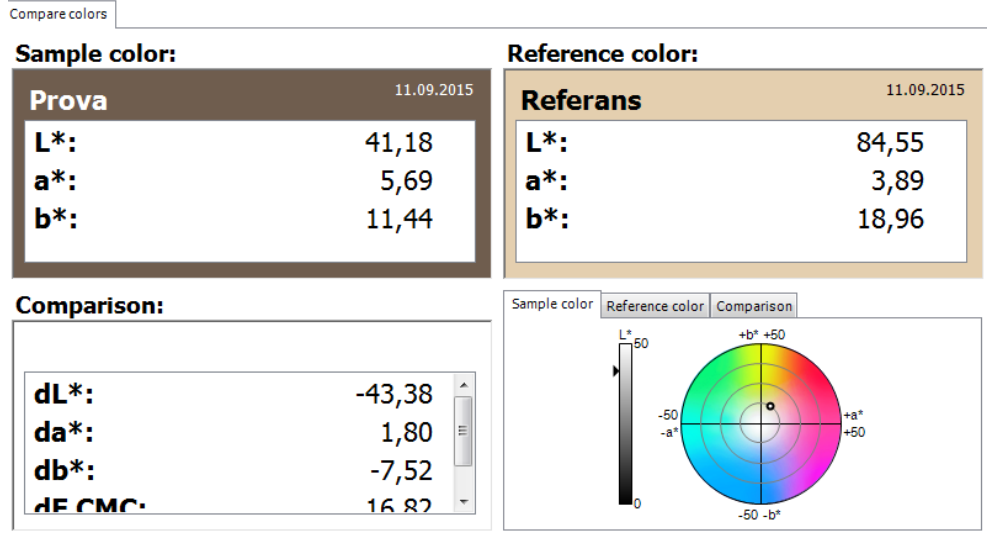 Compare colors
Sample color:
Prova 11.09.2015
L*: 41,18
a*: 5,69
b*: 11,44
Reference color:
Referans 11.09.2015
L*: 84,55
a*: 3,89
b*: 18,96
Comparison:
dL*: -43,38
da*: 1,80
db*: -7,52
dE CMC: 16,82
Sample color Reference color Comparison
L* +b* +50
50
-50 +a*
-a* +50
0
-50 -b*